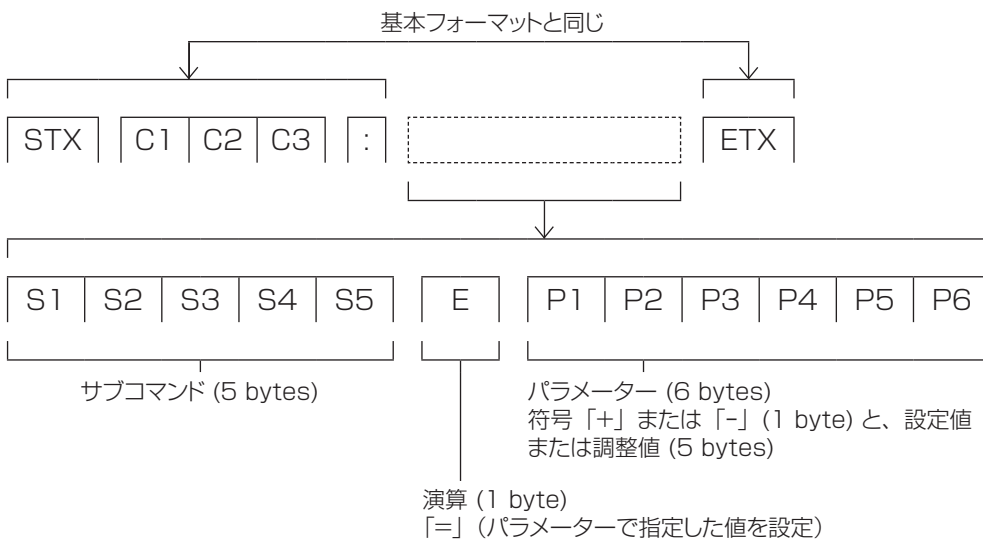 基本フォーマットと同じ
STX C1 C2 C3 : ETX
S1 S2 S3 S4 S5 E P1 P2 P3 P4 P5 P6
サブコマンド (5 bytes)
パラメーター (6 bytes)
符号「+」または「-」(1 byte) と、設定値
または調整値 (5 bytes)
演算 (1 byte)
「=」(パラメーターで指定した値を設定)